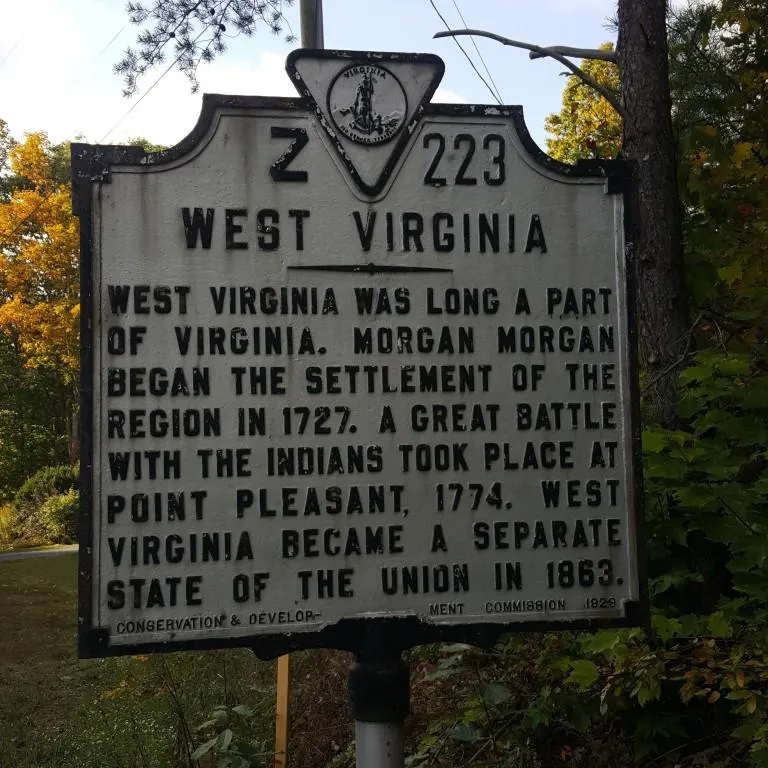 VIRGINIA
Z 223
WEST VIRGINIA
WEST VIRGINIA WAS LONG A PART
OF VIRGINIA. MORGAN MORGAN
BEGAN THE SETTLEMENT OF THE
REGION IN 1727. A GREAT BATTLE
WITH THE INDIANS TOOK PLACE AT
POINT PLEASANT, 1774. WEST
VIRGINIA BECAME A SEPARATE
STATE OF THE UNION IN 1863.
CONSERVATION & DEVELOP- MENT COMMISSION 1929